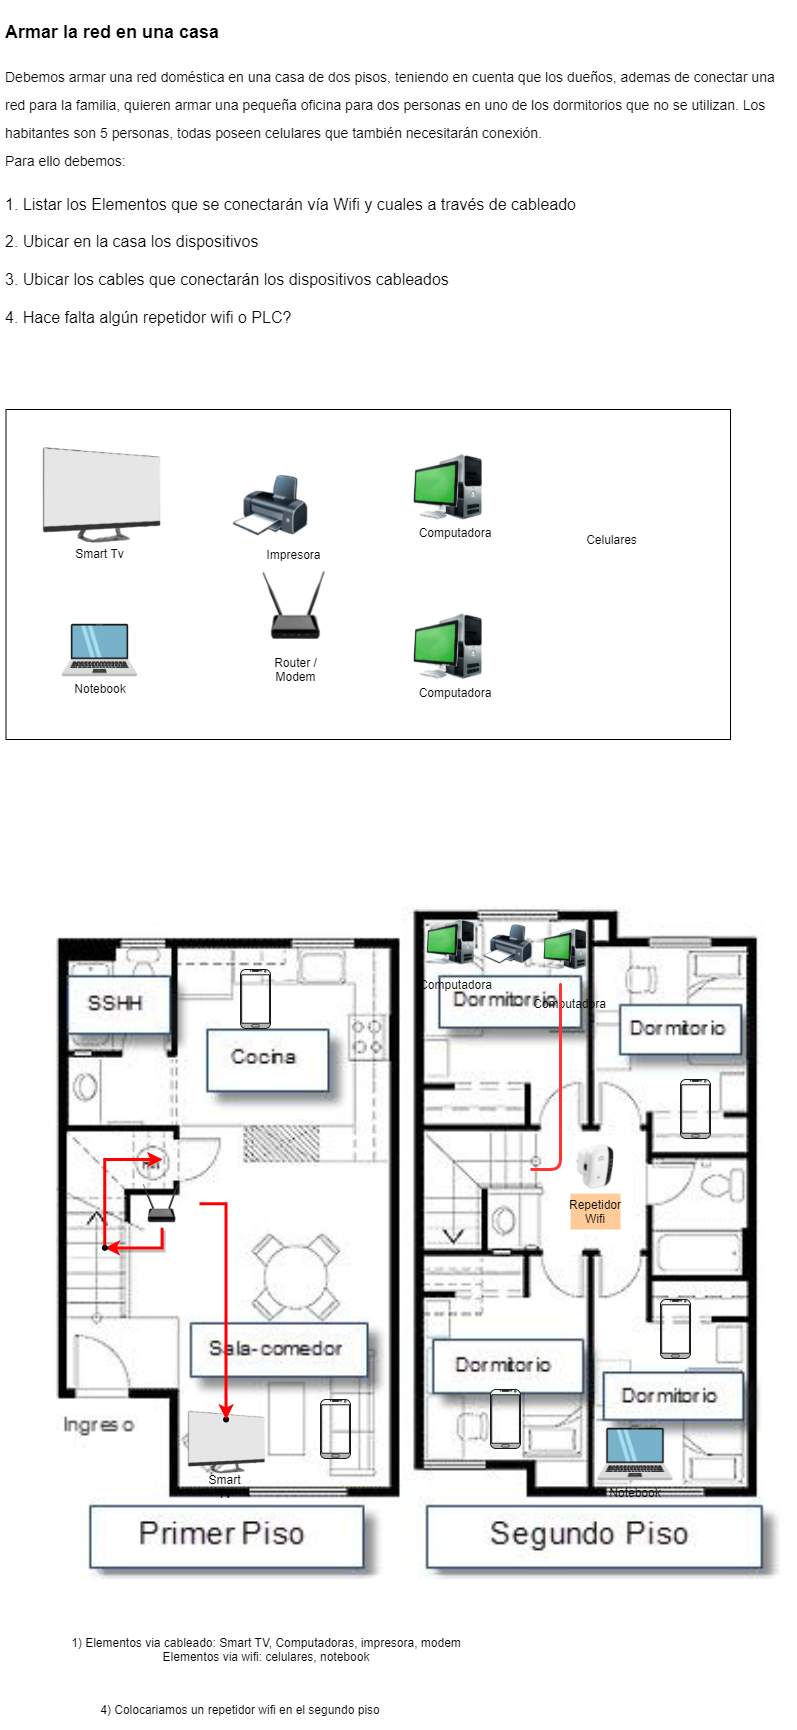 Armar la red en una casa
Debemos armar una red doméstica en una casa de dos pisos, teniendo en cuenta que los dueños, ademas de conectar una
red para la familia, quieren armar una pequeña oficina para dos personas en uno de los dormitorios que no se utilizan. Los
habitantes son 5 personas, todas poseen celulares que también necesitarán conexión.
Para ello debemos:
1. Listar los Elementos que se conectarán vía Wifi y cuales a través de cableado
2. Ubicar en la casa los dispositivos
3. Ubicar los cables que conectarán los dispositivos cableados
4. Hace falta algún repetidor wifi o PLC?
Smart Tv
Impresora
Computadora
Celulares
Notebook
Router /
Modem
Computadora
SSHH
Cocina
Sala-comedor
Ingreso
Smart
Primer Piso
Computadora
Dormitorio
Computadora
Dormitorio
Repetidor
Wifi
Dormitorio
Dormitorio
Notebook
Segundo Piso
1) Elementos via cableado: Smart TV, Computadoras, impresora, modem
Elementos via wifi: celulares, notebook
4) Colocariamos un repetidor wifi en el segundo piso